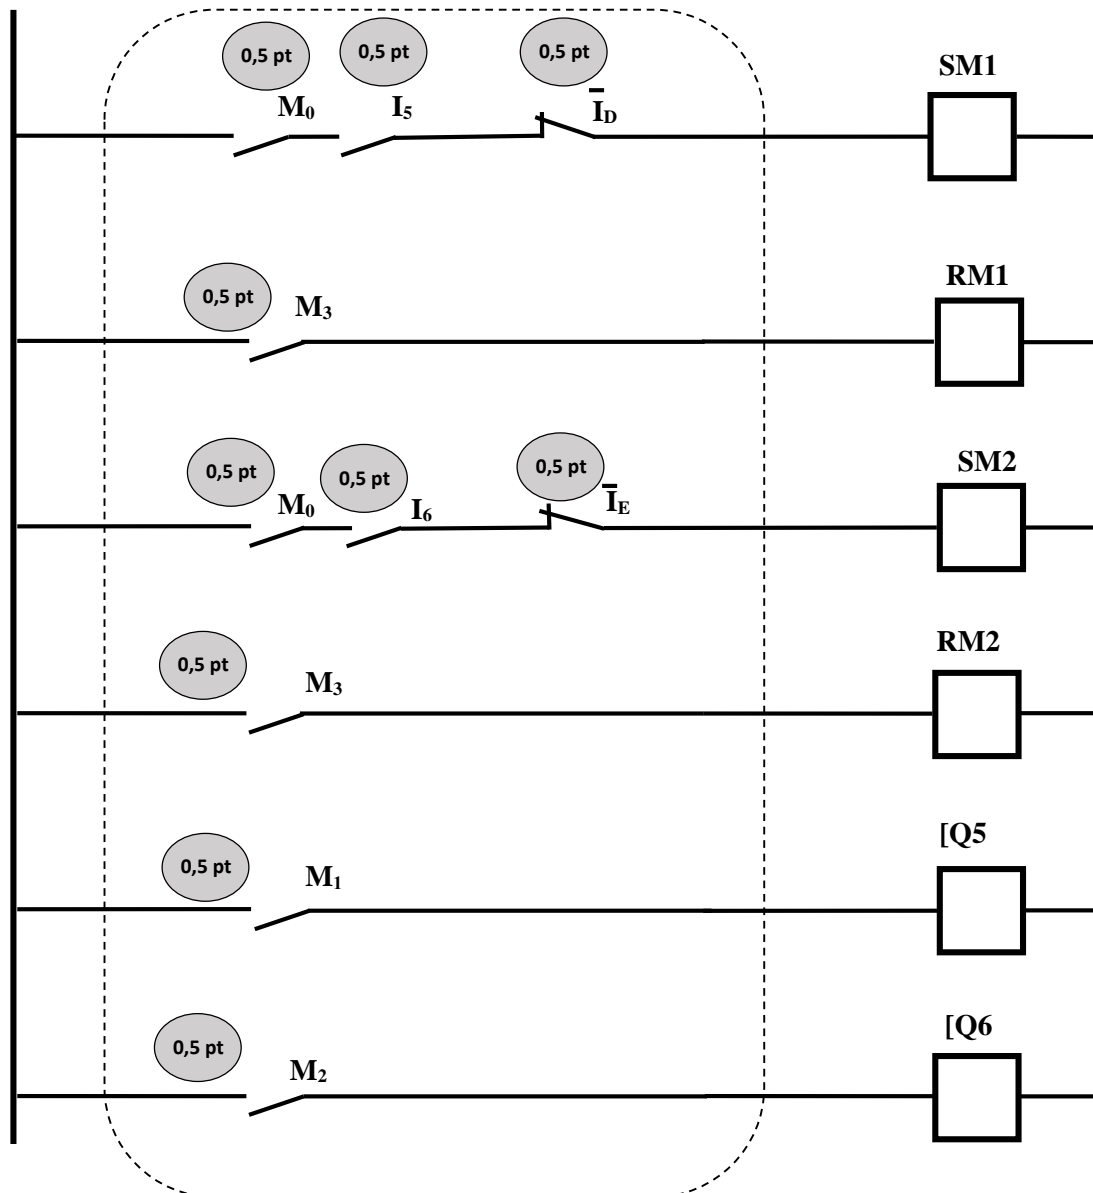 0,5 pt 0,5 pt 0,5 pt
SM1
M₀ I₅ I̅D
RM1
0,5 pt M₃
SM2
0,5 pt 0,5 pt 0,5 pt
M₀ I₆ I̅E
RM2
0,5 pt
M₃
[Q5
0,5 pt
M₁
[Q6
0,5 pt
M₂